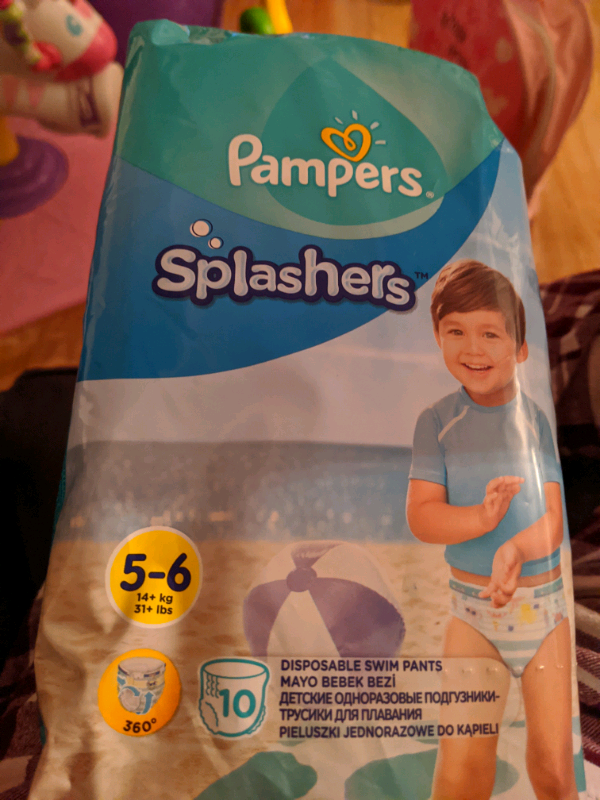 Pampers®
Splashers™
5-6
14+ kg
31+ lbs
360°
10
DISPOSABLE SWIM PANTS
MAYO BEBEK BEZİ
ДЕТСКИЕ ОДНОРАЗОВЫЕ ПОДГУЗНИКИ-
ТРУСИКИ ДЛЯ ПЛАВАНИЯ
PIELUSZKI JEDNORAZOWE DO KĄPIELI